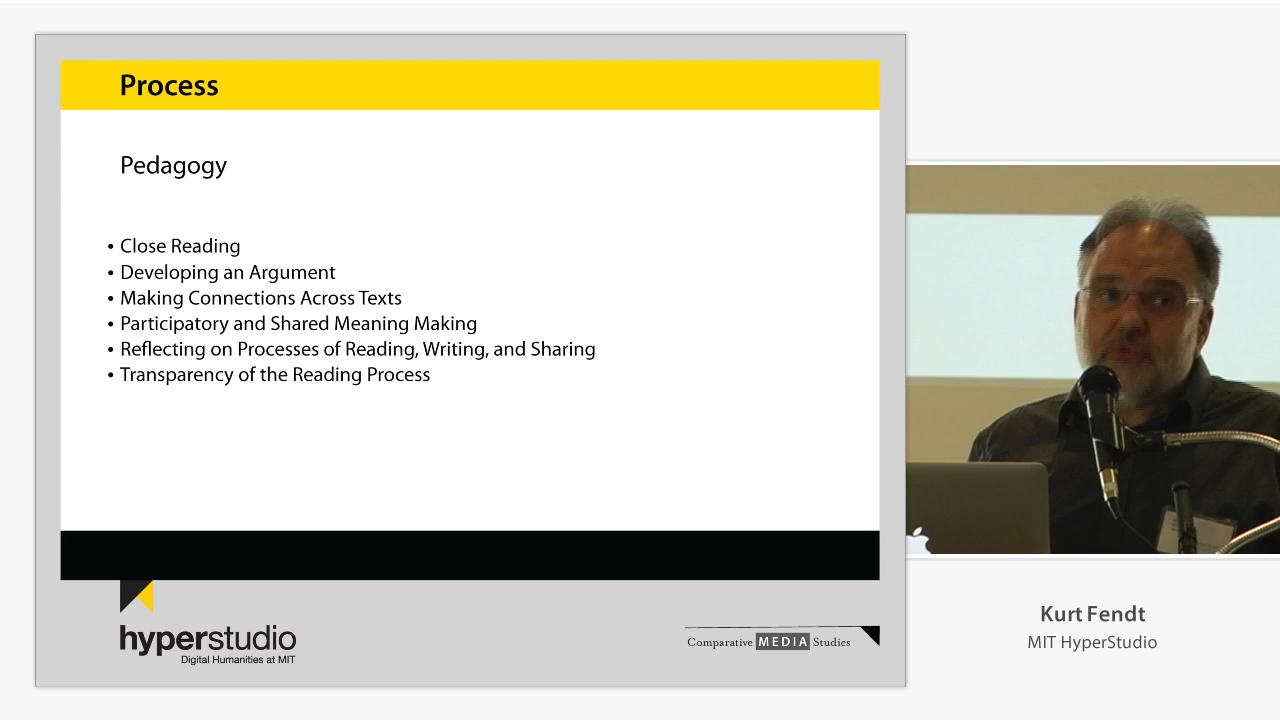 Process
Pedagogy
• Close Reading
• Developing an Argument
• Making Connections Across Texts
• Participatory and Shared Meaning Making
• Reflecting on Processes of Reading, Writing, and Sharing
• Transparency of the Reading Process
hyperstudio
Digital Humanities at MIT
Comparative MEDIA Studies
Kurt Fendt
MIT HyperStudio